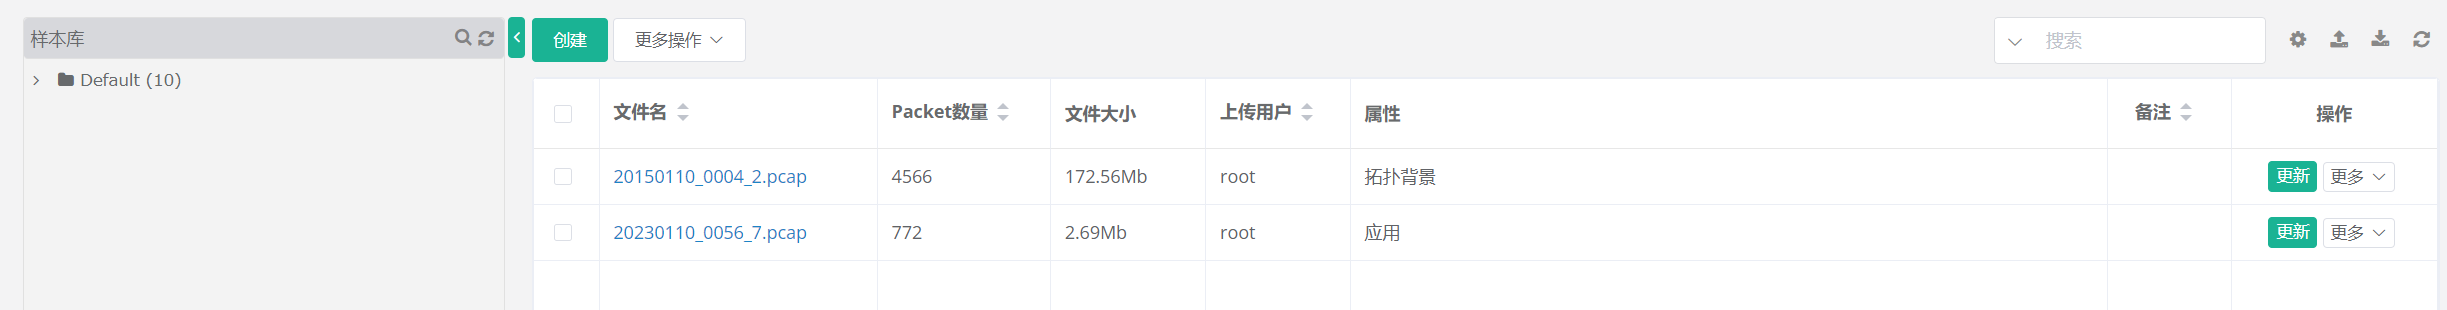 样本库
Default (10)
创建 更多操作 搜索
文件名 Packet数量 文件大小 上传用户 属性 备注 操作
20150110_0004_2.pcap 4566 172.56Mb root 拓扑背景 更新 更多
20230110_0056_7.pcap 772 2.69Mb root 应用 更新 更多